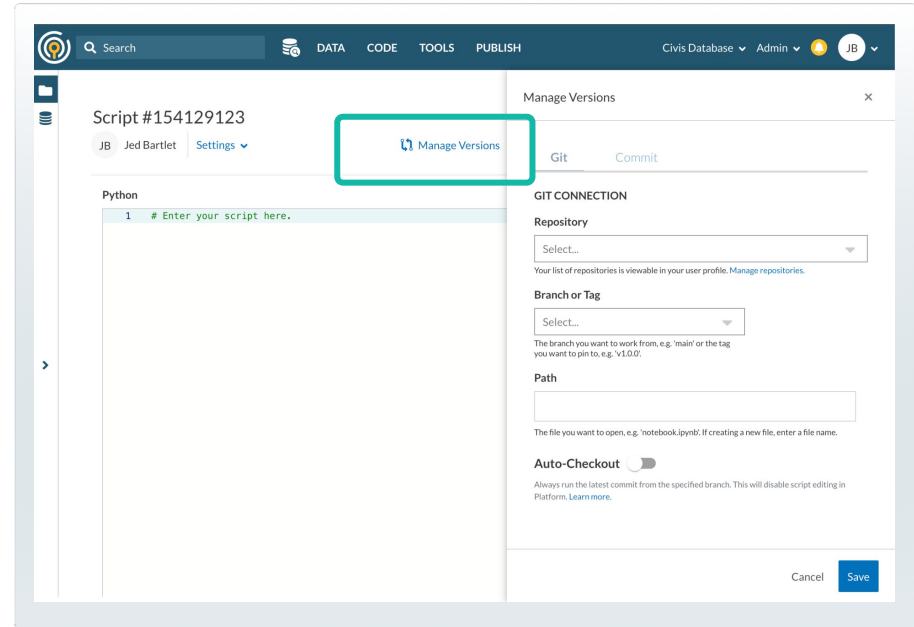 Search
DATA CODE TOOLS PUBLISH
Civis Database Admin JB
Script #154129123
JB Jed Bartlet Settings
Manage Versions
Python
1 # Enter your script here.
Manage Versions ×
Git Commit
GIT CONNECTION
Repository
Select...
Your list of repositories is viewable in your user profile. Manage repositories.
Branch or Tag
Select...
The branch you want to work from, e.g. 'main' or the tag
you want to pin to, e.g. 'v1.0.0'.
Path
The file you want to open, e.g. 'notebook.ipynb'. If creating a new file, enter a file name.
Auto-Checkout
Always run the latest commit from the specified branch. This will disable script editing in
Platform. Learn more.
Cancel Save